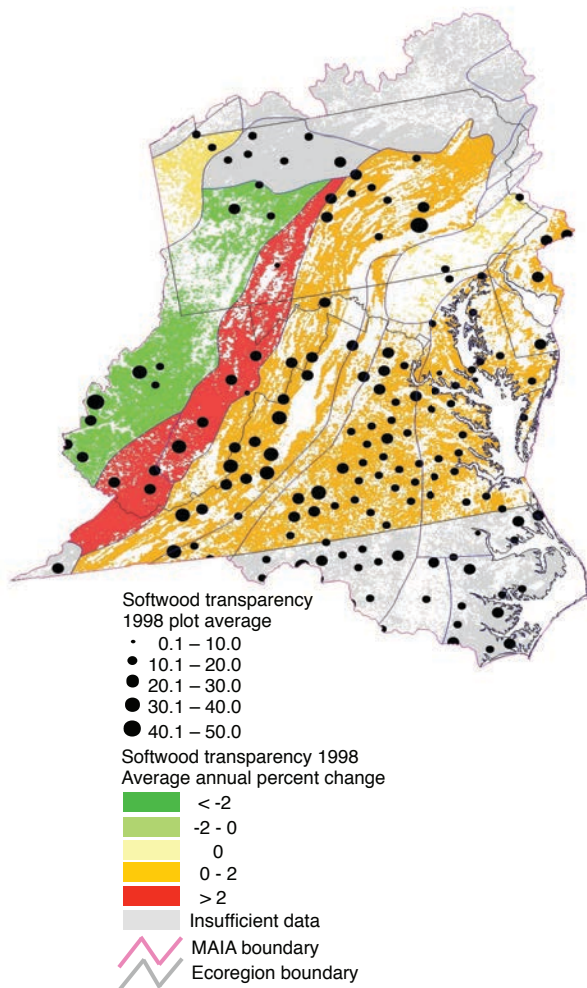 Softwood transparency
1998 plot average
0.1 – 10.0
10.1 – 20.0
20.1 – 30.0
30.1 – 40.0
40.1 – 50.0
Softwood transparency 1998
Average annual percent change
< -2
-2 - 0
0
0 - 2
> 2
Insufficient data
MAIA boundary
Ecoregion boundary